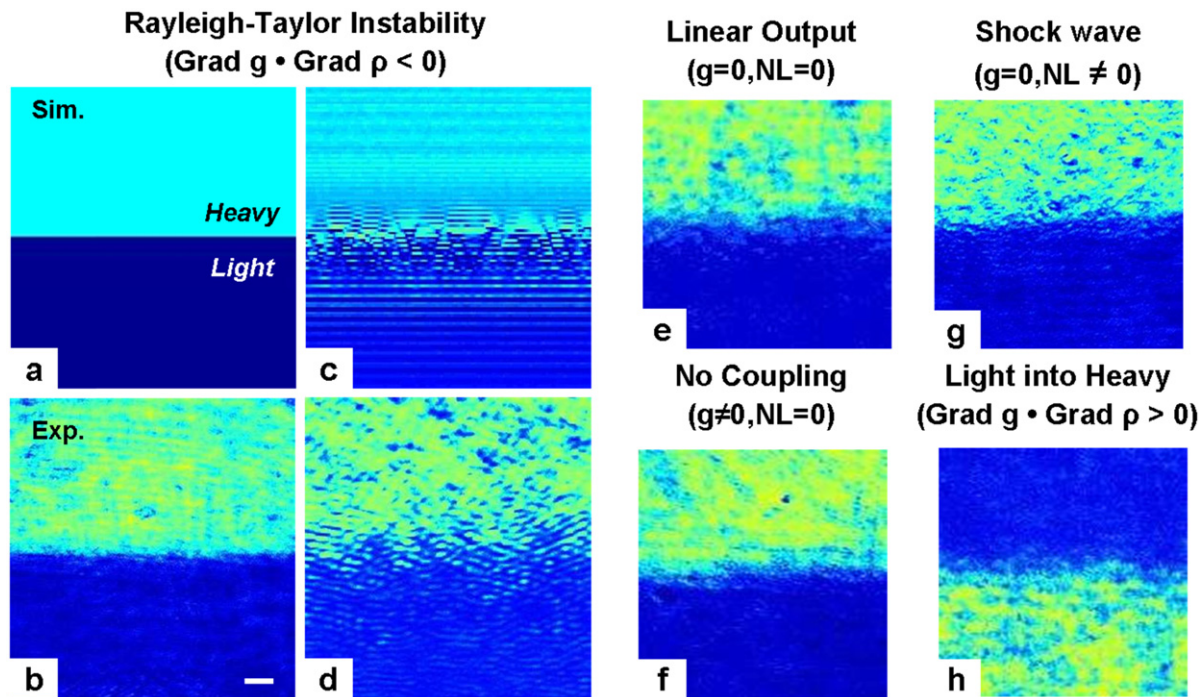 Rayleigh-Taylor Instability
(Grad g • Grad ρ < 0)
Sim.
Heavy
Light
a
c
Exp.
b
d
Linear Output
(g=0,NL=0)
Shock wave
(g=0,NL ≠ 0)
e
g
No Coupling
(g≠0,NL=0)
Light into Heavy
(Grad g • Grad ρ > 0)
f
h